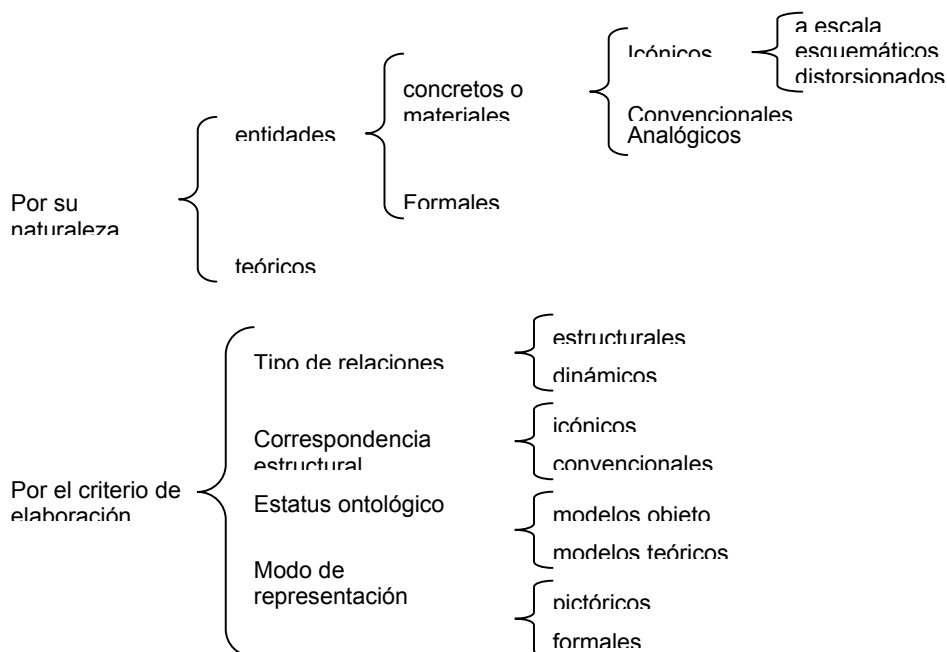 Por su
naturaleza
entidades
concretos o
materiales
Icónicos
a escala
esquemáticos
distorsionados
Convencionales
Analógicos
Formales
teóricos
Por el criterio de
elaboración
Tipo de relaciones
estructurales
dinámicos
Correspondencia
estructural
icónicos
convencionales
Estatus ontológico
modelos objeto
modelos teóricos
Modo de
representación
pictóricos
formales